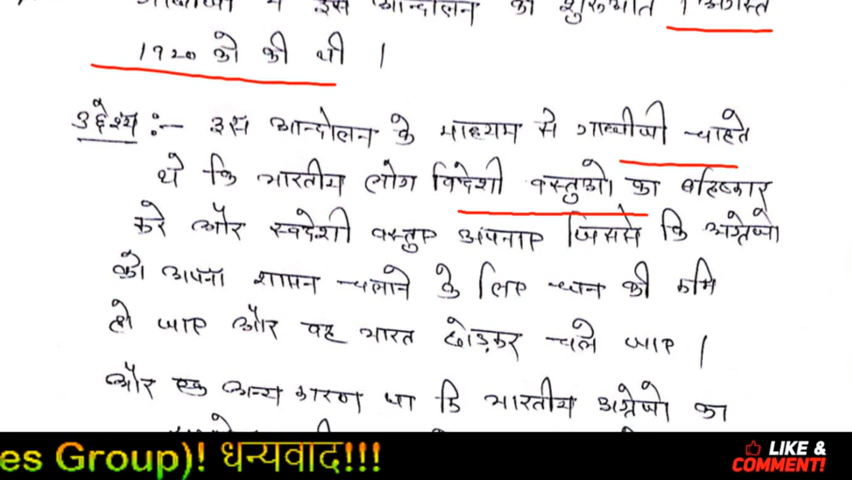 इस आन्दोलन की शुरुआत 1 अगस्त
1920 को की थी ।
उद्देश्य :- इस आन्दोलन के माध्यम से गान्धीजी चाहते
थे कि भारतीय लोग विदेशी वस्तुओं का बहिष्कार
करे और स्वदेशी वस्तुए अपनाए जिससे कि अंग्रेजो
को अपना शासन चलाने के लिए धन की कमि
हो जाए और वह भारत छोड़कर चले जाए ।
और एक अन्य कारण था कि भारतीय अंग्रेजो का
es Group)! धन्यवाद!!!
LIKE &
COMMENT!